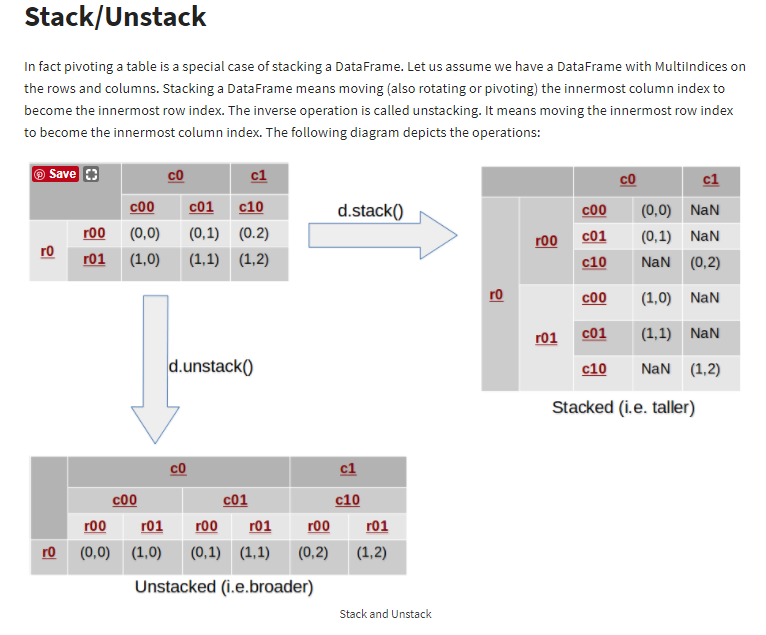 Stack/Unstack
In fact pivoting a table is a special case of stacking a DataFrame. Let us assume we have a DataFrame with MultiIndices on
the rows and columns. Stacking a DataFrame means moving (also rotating or pivoting) the innermost column index to
become the innermost row index. The inverse operation is called unstacking. It means moving the innermost row index
to become the innermost column index. The following diagram depicts the operations:
Save
c0 c1
c00 c01 c10
r0
r00 (0,0) (0,1) (0.2)
r01 (1,0) (1,1) (1,2)
d.stack()
c0 c1
r0
r00
c00 (0,0) NaN
c01 (0,1) NaN
c10 NaN (0,2)
r01
c00 (1,0) NaN
c01 (1,1) NaN
c10 NaN (1,2)
Stacked (i.e. taller)
d.unstack()
c0 c1
c00 c01 c10
r00 r01 r00 r01 r00 r01
r0 (0,0) (1,0) (0,1) (1,1) (0,2) (1,2)
Unstacked (i.e.broader)
Stack and Unstack